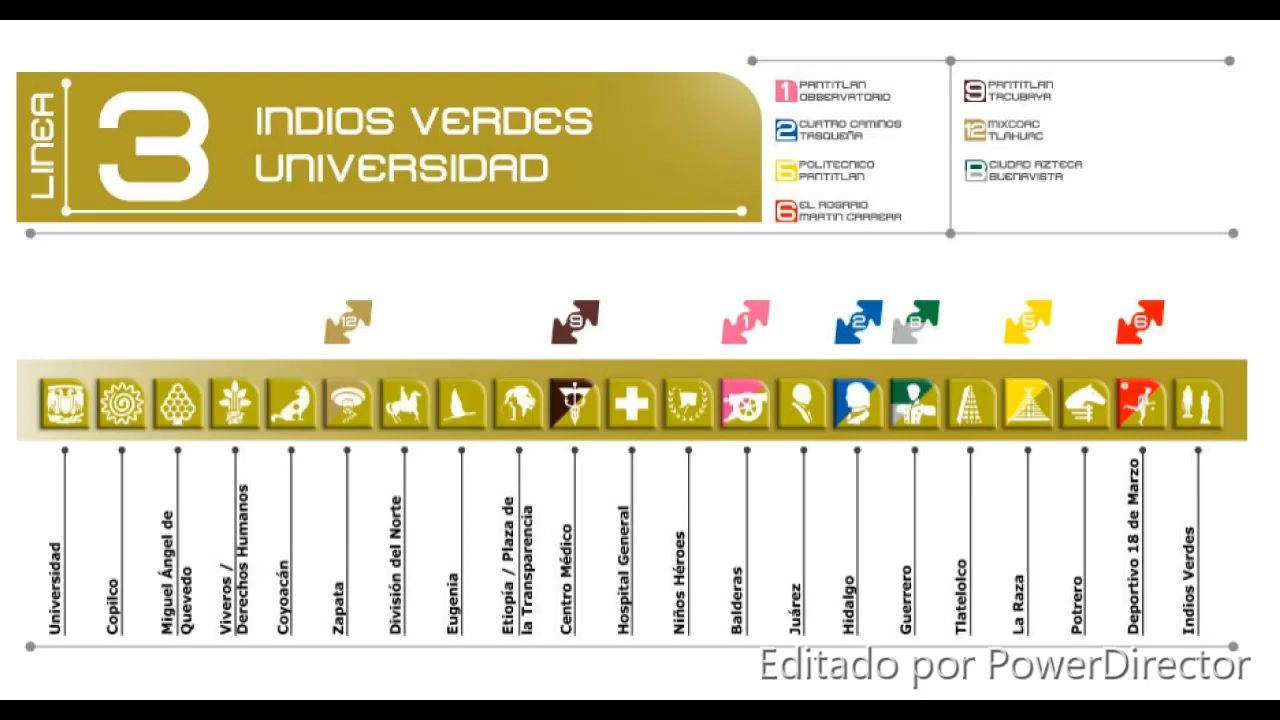 LINEA
3
INDIOS VERDES
UNIVERSIDAD
1
PANTITLAN
OBSERVATORIO
2
CUATRO CAMINOS
TASQUEÑA
5
POLITECNICO
PANTITLAN
6
EL ROSARIO
MARTIN CARRERA
9
PANTITLAN
TACUBAYA
12
MIXCOAC
TLAHUAC
B
CIUDAD AZTECA
BUENAVISTA
12
9
1
2
B
5
6
Universidad
Copilco
Miguel Ángel de
Quevedo
Viveros /
Derechos Humanos
Coyoacán
Zapata
División del Norte
Eugenia
Etiopía / Plaza de
la Transparencia
Centro Médico
Hospital General
Niños Héroes
Balderas
Juárez
Hidalgo
Guerrero
Tlatelolco
La Raza
Potrero
Deportivo 18 de Marzo
Indios Verdes
Editado por PowerDirector